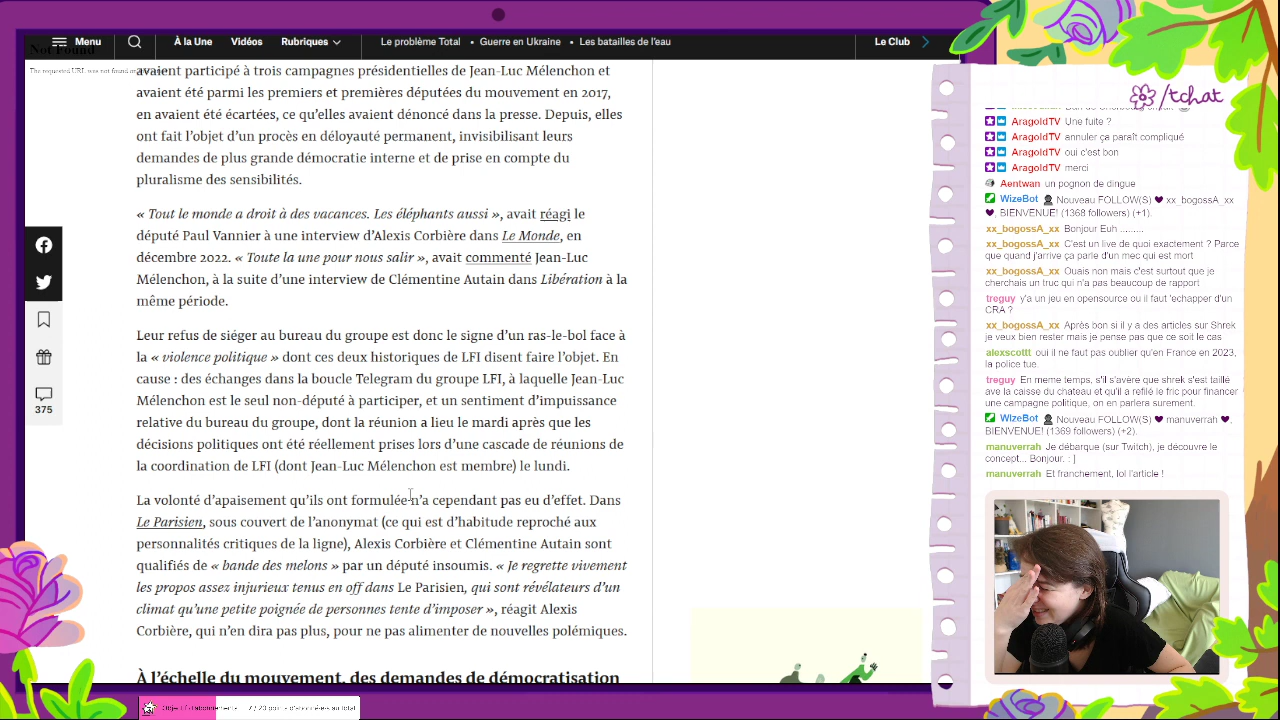 Menu
À la Une
Vidéos
Rubriques
Le problème Total
• Guerre en Ukraine
• Les batailles de l'eau
Le Club
Not Found
The requested URL was not found
avaient participé à trois campagnes présidentielles de Jean-Luc Mélenchon et
avaient été parmi les premiers et premières députées du mouvement en 2017,
en avaient été écartées, ce qu'elles avaient dénoncé dans la presse. Depuis, elles
ont fait l'objet d'un procès en déloyauté permanent, invisibilisant leurs
demandes de plus grande démocratie interne et de prise en compte du
pluralisme des sensibilités.
« Tout le monde a droit à des vacances. Les éléphants aussi », avait réagi le
député Paul Vannier à une interview d'Alexis Corbière dans Le Monde, en
décembre 2022. « Toute la une pour nous salir », avait commenté Jean-Luc
Mélenchon, à la suite d'une interview de Clémentine Autain dans Libération à la
même période.
Leur refus de siéger au bureau du groupe est donc le signe d'un ras-le-bol face à
la « violence politique » dont ces deux historiques de LFI disent faire l'objet. En
cause : des échanges dans la boucle Telegram du groupe LFI, à laquelle Jean-Luc
Mélenchon est le seul non-député à participer, et un sentiment d'impuissance
relative du bureau du groupe, dont la réunion a lieu le mardi après que les
décisions politiques ont été réellement prises lors d'une cascade de réunions de
la coordination de LFI (dont Jean-Luc Mélenchon est membre) le lundi.
La volonté d'apaisement qu'ils ont formulée n'a cependant pas eu d'effet. Dans
Le Parisien, sous couvert de l'anonymat (ce qui est d'habitude reproché aux
personnalités critiques de la ligne), Alexis Corbière et Clémentine Autain sont
qualifiés de « bande des melons » par un député insoumis. « Je regrette vivement
les propos assez injurieux tenus en off dans Le Parisien, qui sont révélateurs d'un
climat qu'une petite poignée de personnes tente d'imposer », réagit Alexis
Corbière, qui n'en dira pas plus, pour ne pas alimenter de nouvelles polémiques.
À l'échelle du mouvement, des demandes de démocratisation
375
/tchat
AragoldTV Une fuite ?
AragoldTV annuler ça paraît compliqué
AragoldTV oui c'est bon
AragoldTV merci
Aentwan un pognon de dingue
WizeBot Nouveau FOLLOW(S) ♥ xx_bogossA_xx
♥, BIENVENUE! (1368 followers) (+1).
xx_bogossA_xx Bonjour Euh ........
xx_bogossA_xx C'est un live de quoi exactement ? Parce
que quand j'arrive ça parle d'un mec qui est mort
xx_bogossA_xx Ouais non mais c'est surtout que je
cherchais un truc qui n'a pas beaucoup de rapport
treguy y'a un jeu en opensource ou il faut 'echapper d'un
CRA ?
xx_bogossA_xx Après bon si il y a des articles sur Shrek
je veux bien rester mais je pense pas que ce soit le cas
alexscottt oui il ne faut pas oublier qu'en France en 2023,
la police tue.
treguy En meme temps, s'il s'avère que shrek s'est taillé
ave la caisse du chateau et qu'il a refilé le fric pour financer
une campagne politique, on en parlera surement.
WizeBot Nouveau FOLLOW(S) ♥ manuverrah ♥,
BIENVENUE! (1369 followers) (+2).
manuverrah Je débarque (sur Twitch), je découvre le
concept... Bonjour. : ]
manuverrah Et franchement, lol l'article !